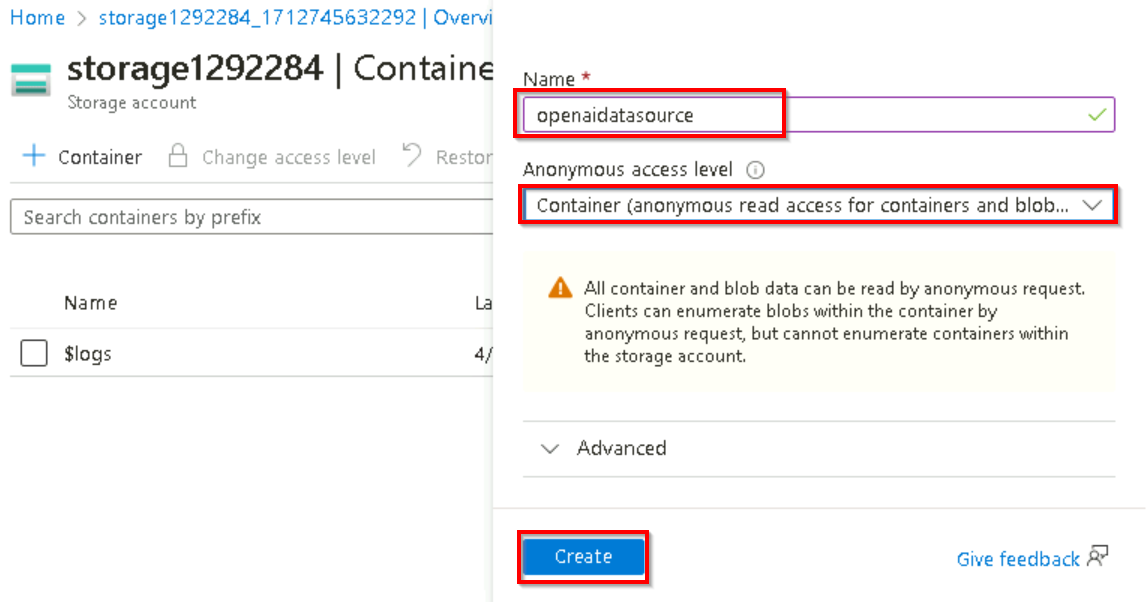 Home > storage1292284_1712745632292 | Overvi
storage1292284 | Containe
Storage account
Container Change access level Restor
Search containers by prefix
Name La
$logs 4/
Name *
openaidatasource
Anonymous access level
Container (anonymous read access for containers and blob...
All container and blob data can be read by anonymous request.
Clients can enumerate blobs within the container by
anonymous request, but cannot enumerate containers within
the storage account.
Advanced
Create
Give feedback